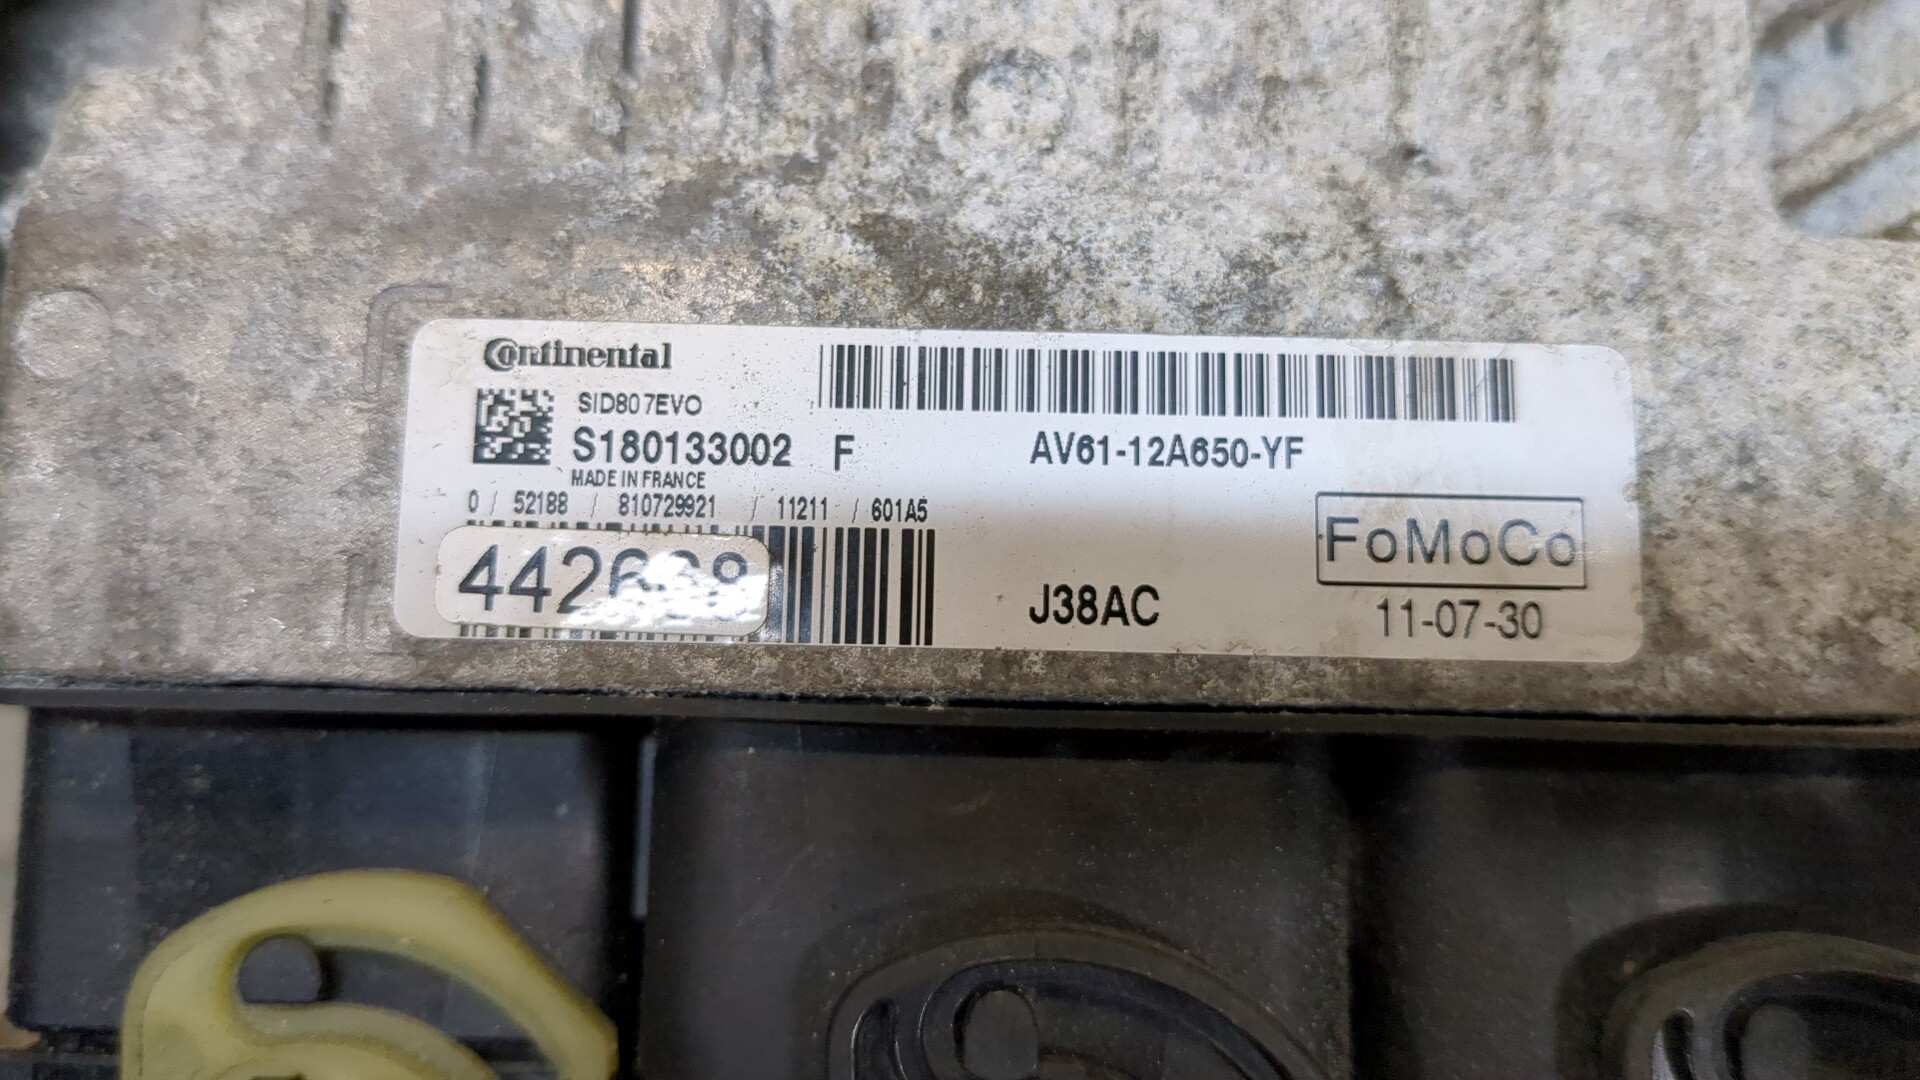 Continental
SID807EVO
S180133002 F
AV61-12A650-YF
MADE IN FRANCE
0 / 52188 / 810729921 / 11211 / 601A5
FoMoCo
J38AC
11-07-30